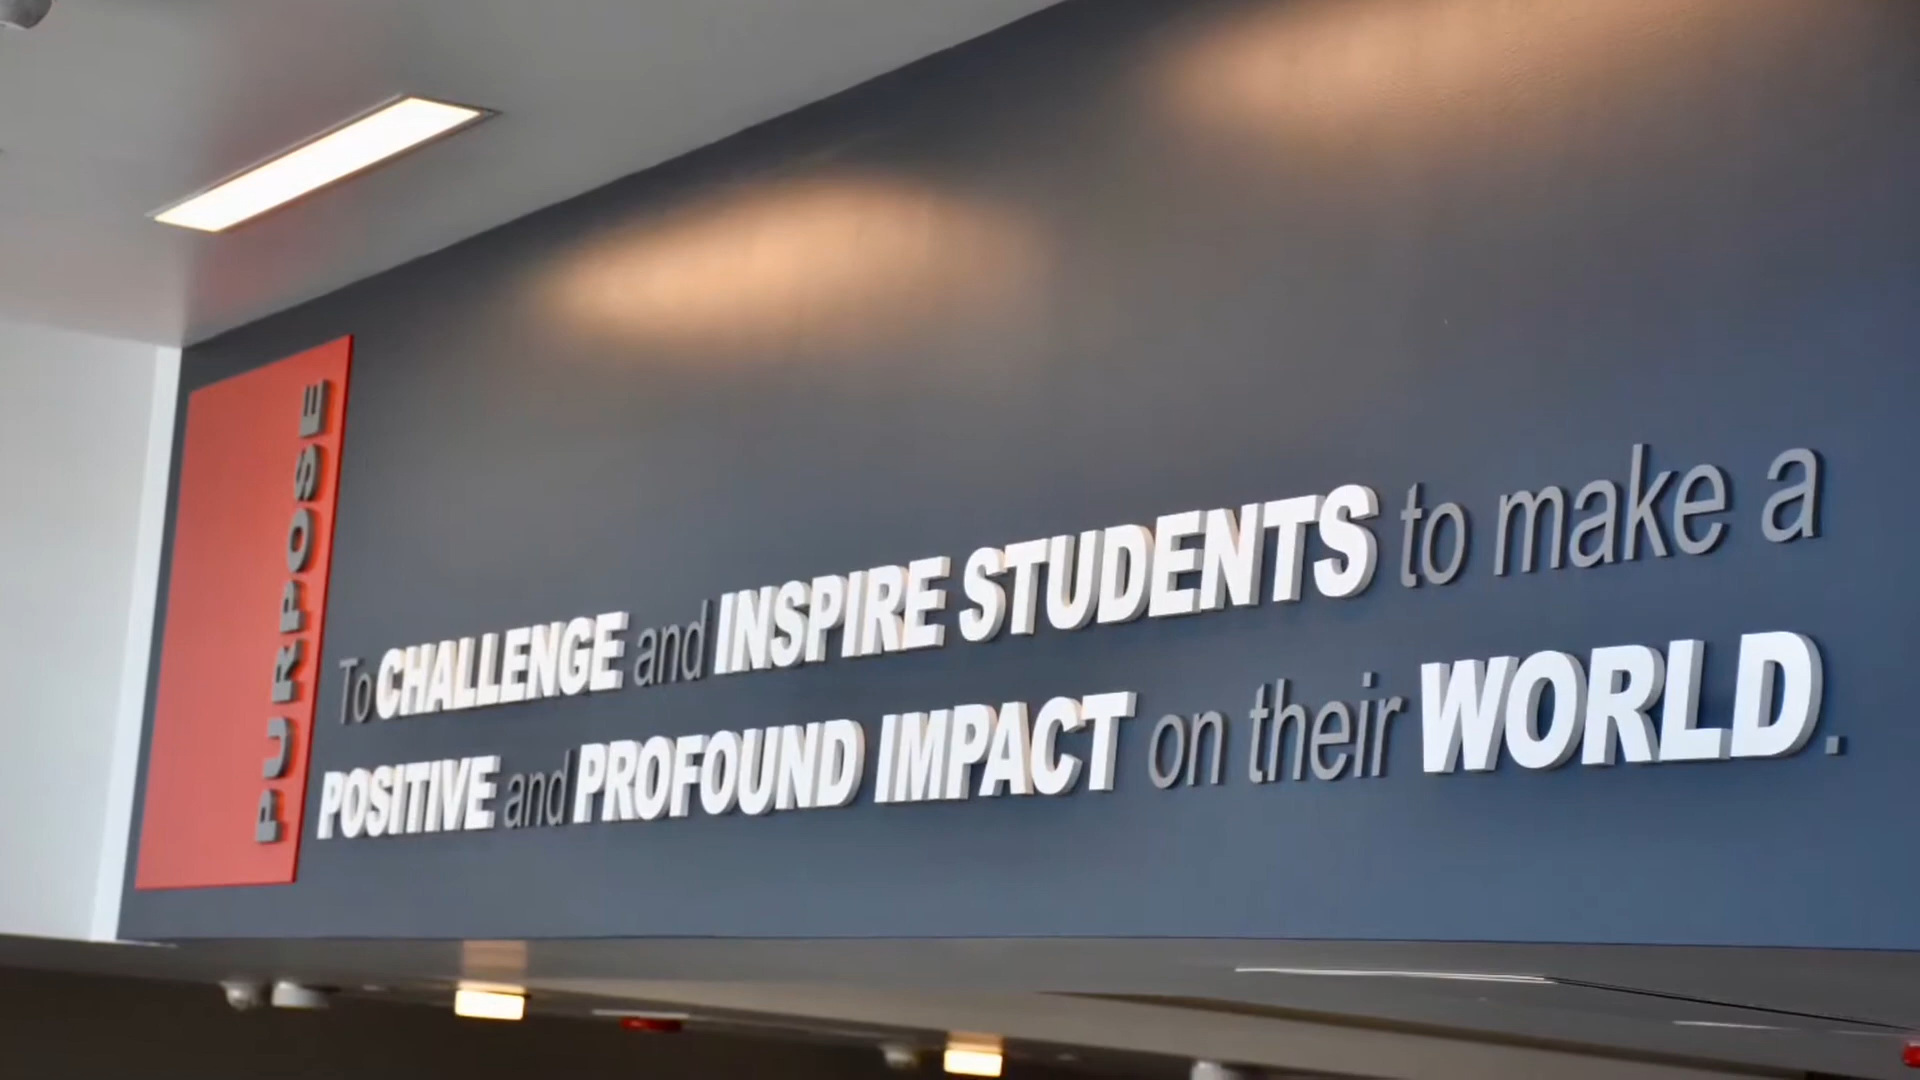 PURPOSE
To CHALLENGE and INSPIRE STUDENTS to make a
POSITIVE and PROFOUND IMPACT on their WORLD.